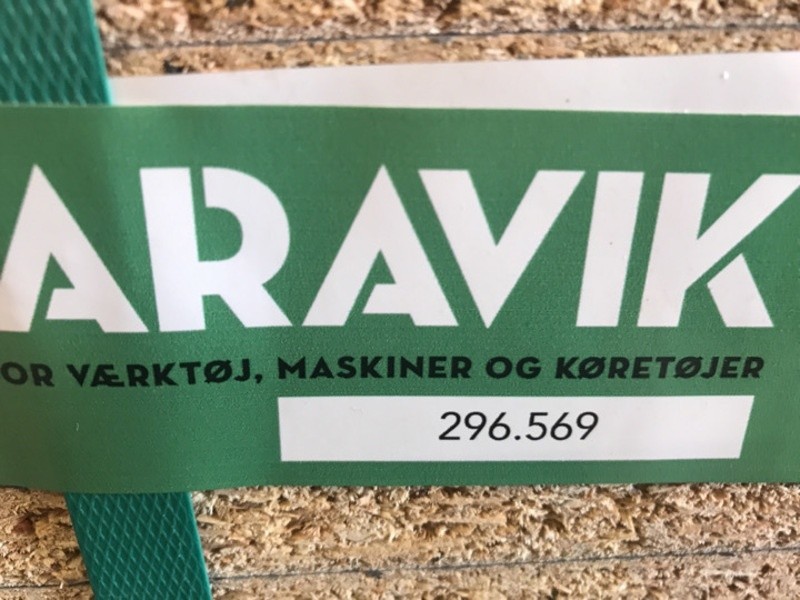 ARAVIK
OR VÆRKTØJ, MASKINER OG KØRETØJER
296.569